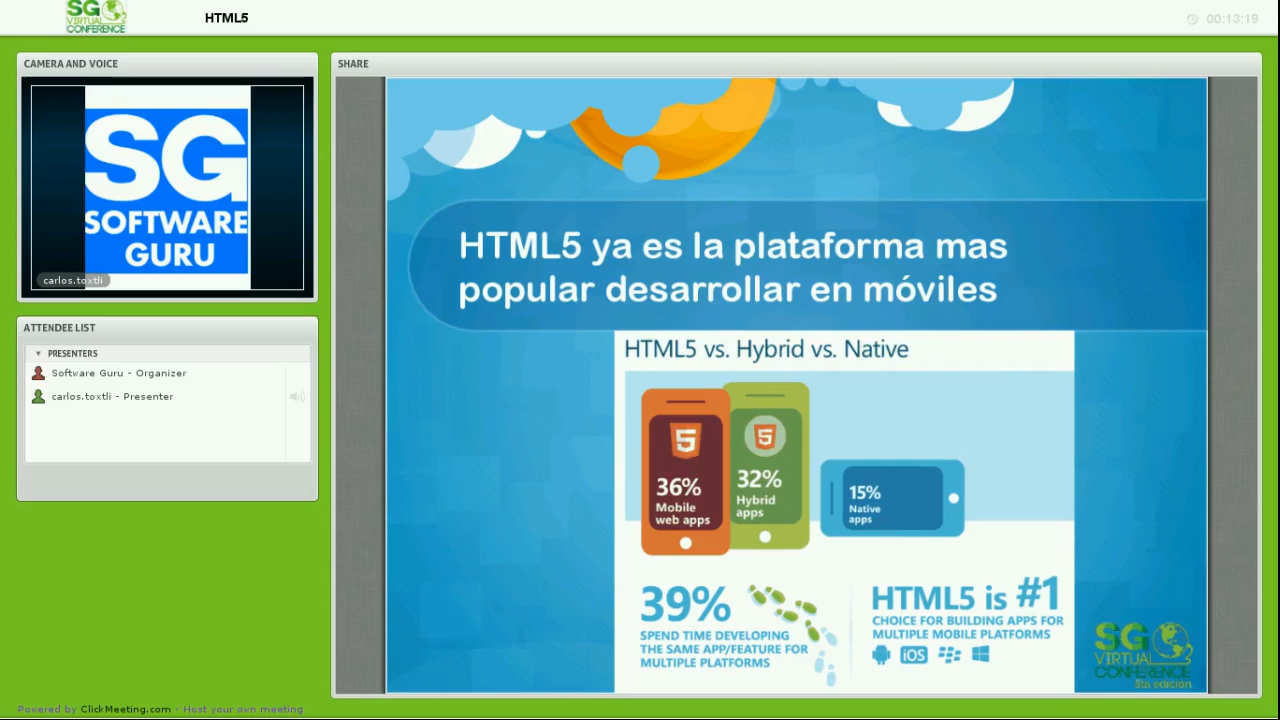 SG
VIRTUAL
CONFERENCE
HTML5
00:13:19
CAMERA AND VOICE
SG
SOFTWARE
GURU
carlos.toxtli
ATTENDEE LIST
PRESENTERS
Software Guru - Organizer
carlos.toxtli - Presenter
SHARE
HTML5 ya es la plataforma mas
popular desarrollar en móviles
HTML5 vs. Hybrid vs. Native
5
36%
Mobile
web apps
5
32%
Hybrid
apps
15%
Native
apps
39%
SPEND TIME DEVELOPING
THE SAME APP/FEATURE FOR
MULTIPLE PLATFORMS
HTML5 is #1
CHOICE FOR BUILDING APPS FOR
MULTIPLE MOBILE PLATFORMS
iOS
SG
VIRTUAL
CONFERENCE
5ta edición
Powered by ClickMeeting.com - Host your own meeting